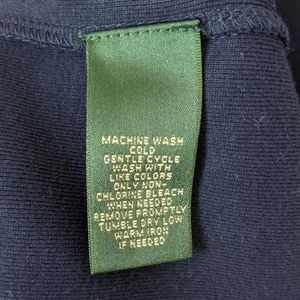 MACHINE WASH
COLD
GENTLE CYCLE
WASH WITH
LIKE COLORS
ONLY NON-
CHLORINE BLEACH
WHEN NEEDED
REMOVE PROMPTLY
TUMBLE DRY LOW
WARM IRON
IF NEEDED